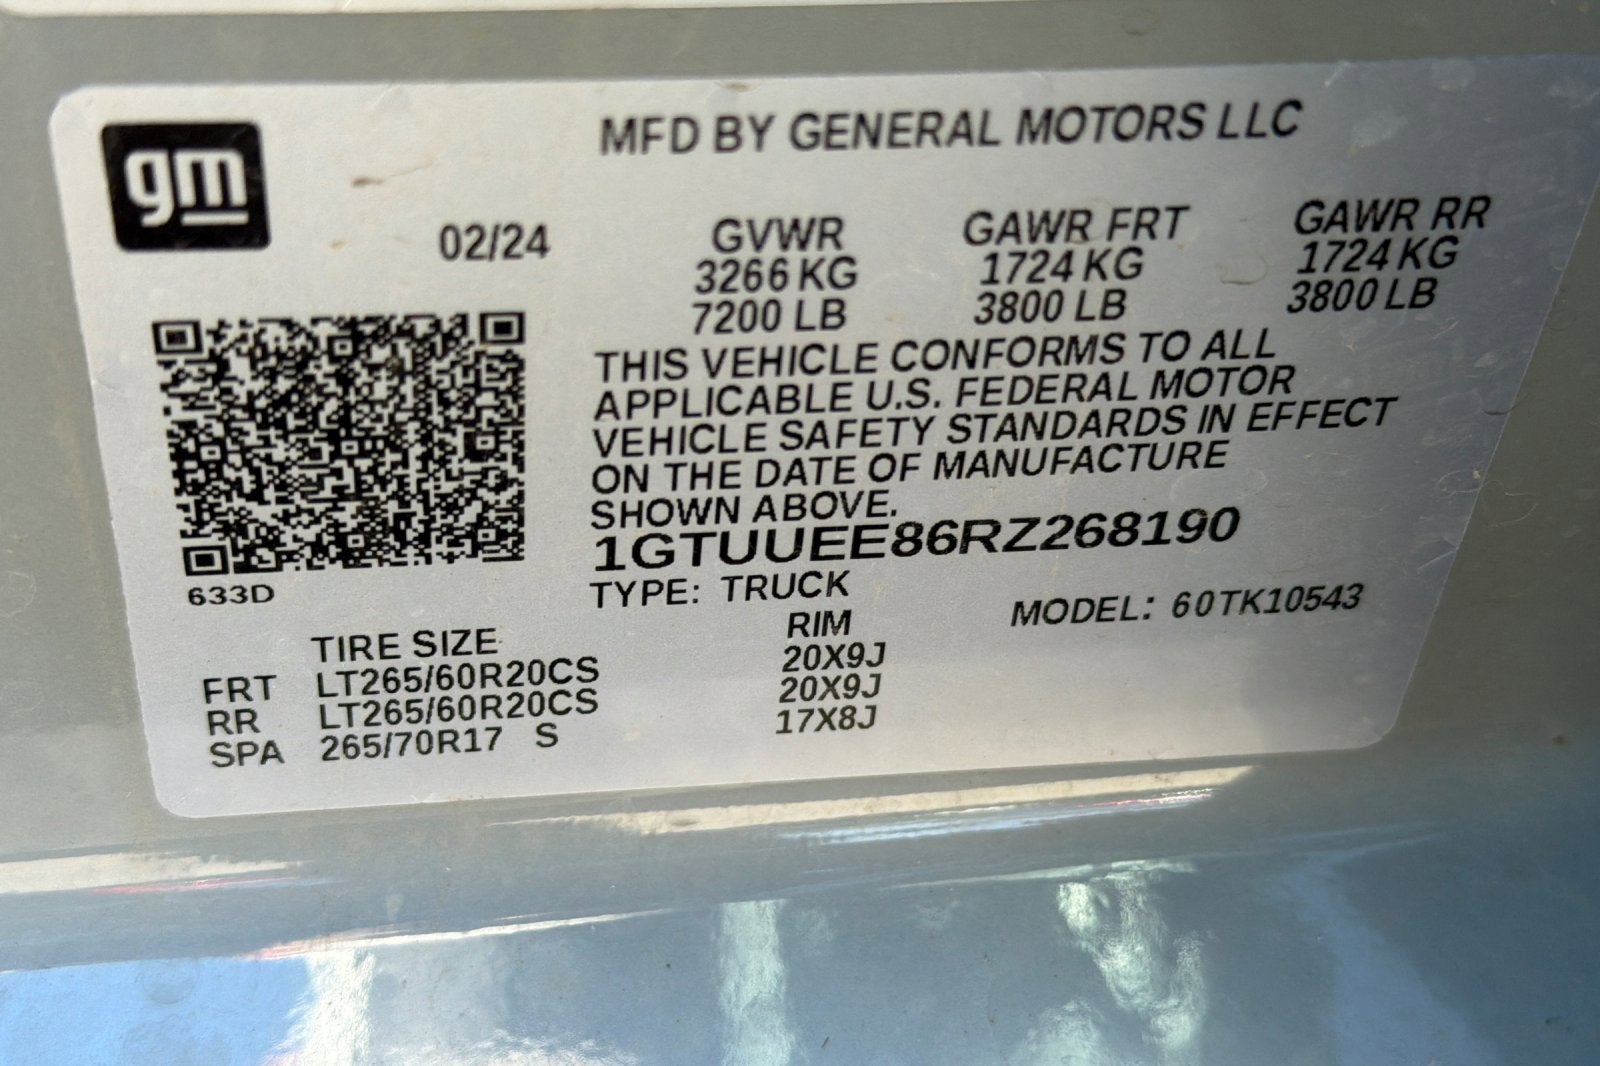 gm
MFD BY GENERAL MOTORS LLC
02/24
GVWR GAWR FRT GAWR RR
3266 KG 1724 KG 1724 KG
7200 LB 3800 LB 3800 LB
THIS VEHICLE CONFORMS TO ALL
APPLICABLE U.S. FEDERAL MOTOR
VEHICLE SAFETY STANDARDS IN EFFECT
ON THE DATE OF MANUFACTURE
SHOWN ABOVE.
1GTUUEE86RZ268190
633D
TYPE: TRUCK MODEL: 60TK10543
TIRE SIZE RIM
FRT LT265/60R20CS 20X9J
RR LT265/60R20CS 20X9J
SPA 265/70R17 S 17X8J